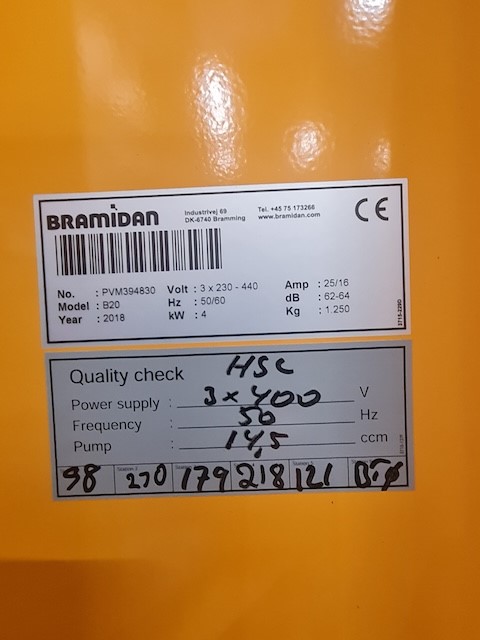 BRAMIDAN
Industrivej 69
DK-6740 Bramming
Tel. +45 75 173266
www.bramidan.com
CE
No. : PVM394830 Volt : 3 x 230 - 440 Amp : 25/16
Model : B20 Hz : 50/60 dB : 62-64
Year : 2018 kW : 4 Kg : 1.250
Quality check HSC
Power supply : 3x400 V
Frequency : 50 Hz
Pump : 14,5 ccm
98 270 179 218 121 BTØ